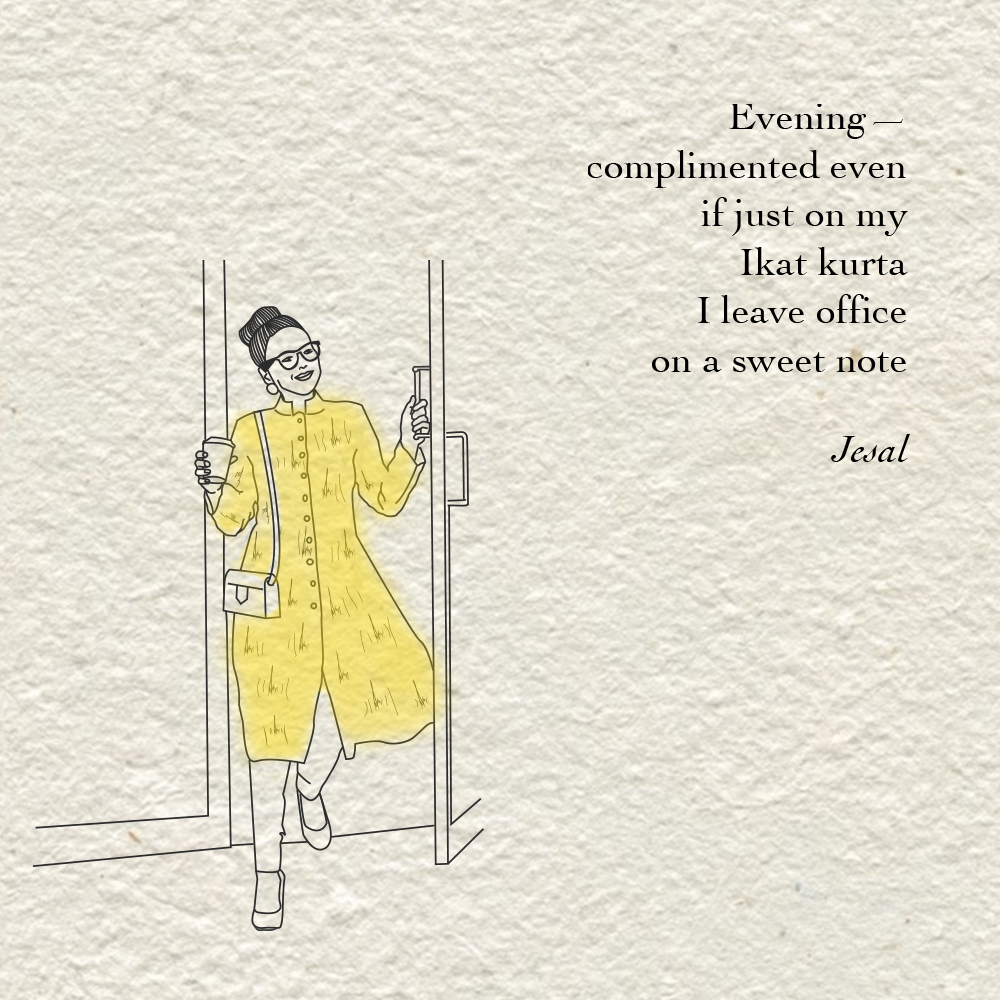 Evening —
complimented even
if just on my
Ikat kurta
I leave office
on a sweet note
Jesal